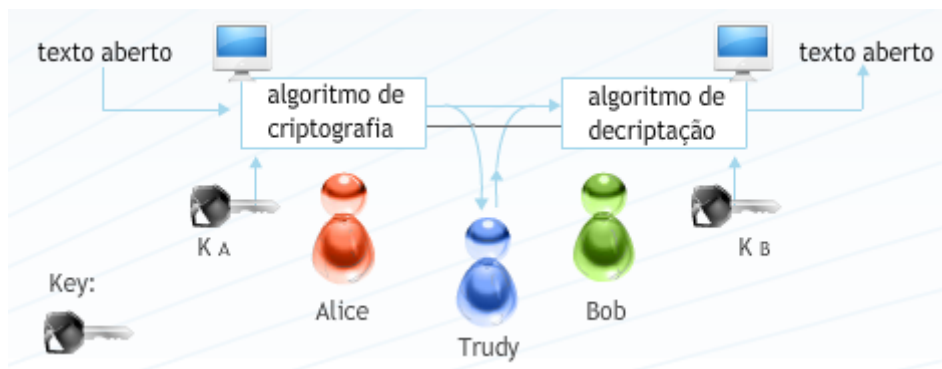 texto aberto
algoritmo de
criptografia
algoritmo de
decriptação
texto aberto
K A
Alice
Trudy
Bob
K B
Key: